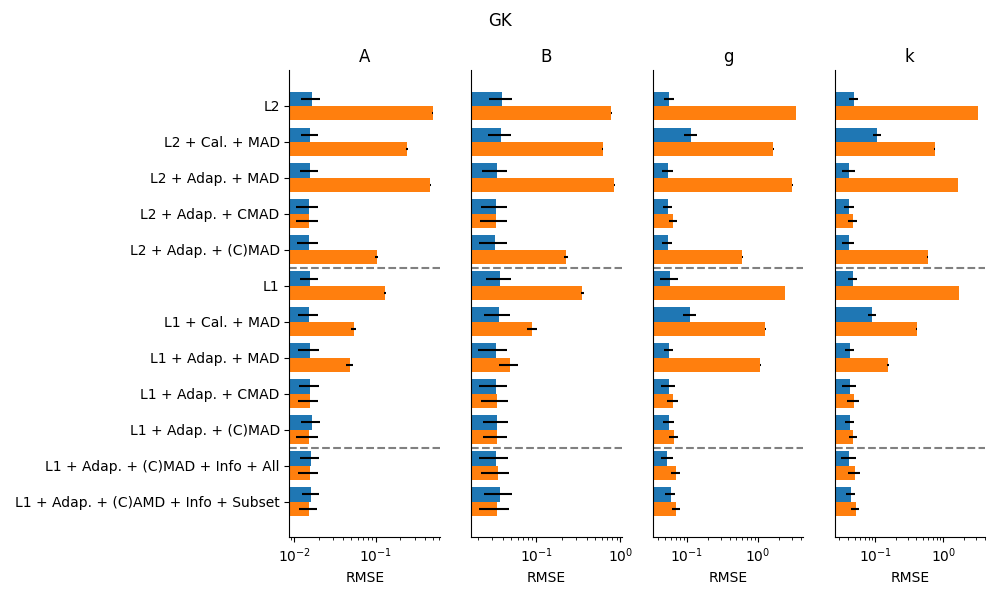 GK
A B g k
L2
L2 + Cal. + MAD
L2 + Adap. + MAD
L2 + Adap. + CMAD
L2 + Adap. + (C)MAD
L1
L1 + Cal. + MAD
L1 + Adap. + MAD
L1 + Adap. + CMAD
L1 + Adap. + (C)MAD
L1 + Adap. + (C)MAD + Info + All
L1 + Adap. + (C)AMD + Info + Subset
10⁻² 10⁻¹ 10⁻¹ 10⁰ 10⁻¹ 10⁰ 10⁻¹ 10⁰
RMSE RMSE RMSE RMSE